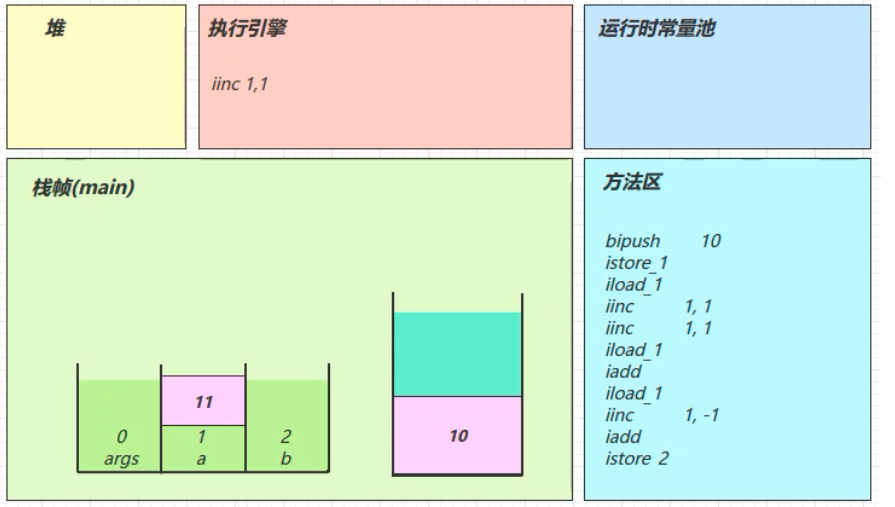 堆
执行引擎
iinc 1,1
运行时常量池
栈帧(main)
11
0 1 2
args a b
10
方法区
bipush 10
istore_1
iload_1
iinc 1, 1
iinc 1, 1
iload_1
iadd
iload_1
iinc 1, -1
iadd
istore 2